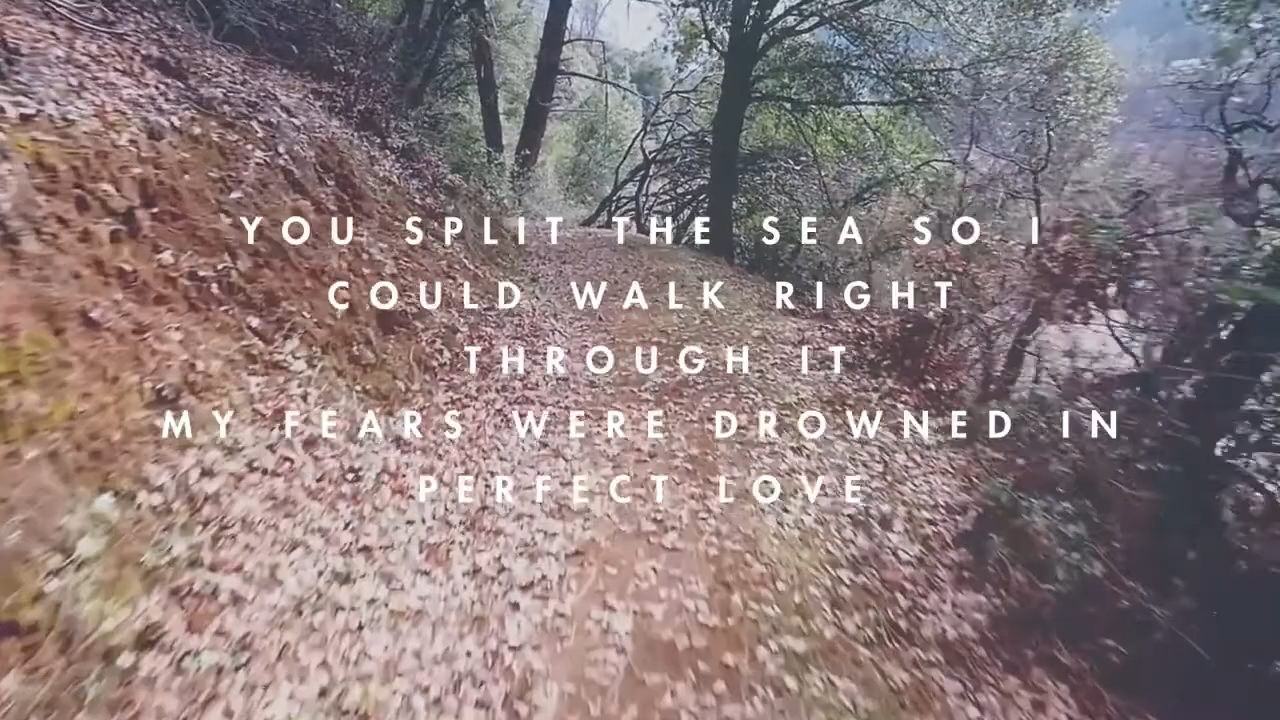 YOU SPLIT THE SEA SO I
COULD WALK RIGHT
THROUGH IT
MY FEARS WERE DROWNED IN
PERFECT LOVE